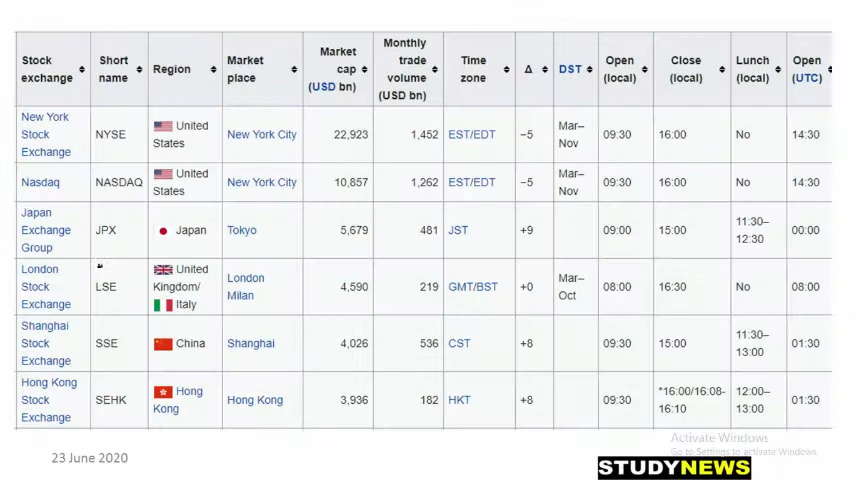 Stock exchange Short name Region Market place Market cap (USD bn) Monthly trade volume (USD bn) Time zone Δ DST Open (local) Close (local) Lunch (local) Open (UTC)
New York Stock Exchange NYSE United States New York City 22,923 1,452 EST/EDT −5 Mar–Nov 09:30 16:00 No 14:30
Nasdaq NASDAQ United States New York City 10,857 1,262 EST/EDT −5 Mar–Nov 09:30 16:00 No 14:30
Japan Exchange Group JPX Japan Tokyo 5,679 481 JST +9 09:00 15:00 11:30–12:30 00:00
London Stock Exchange LSE United Kingdom/ Italy London Milan 4,590 219 GMT/BST +0 Mar–Oct 08:00 16:30 No 08:00
Shanghai Stock Exchange SSE China Shanghai 4,026 536 CST +8 09:30 15:00 11:30–13:00 01:30
Hong Kong Stock Exchange SEHK Hong Kong Hong Kong 3,936 182 HKT +8 09:30 *16:00/16:08-16:10 12:00–13:00 01:30
Activate Windows
Go to Settings to activate Windows.
23 June 2020
STUDYNEWS